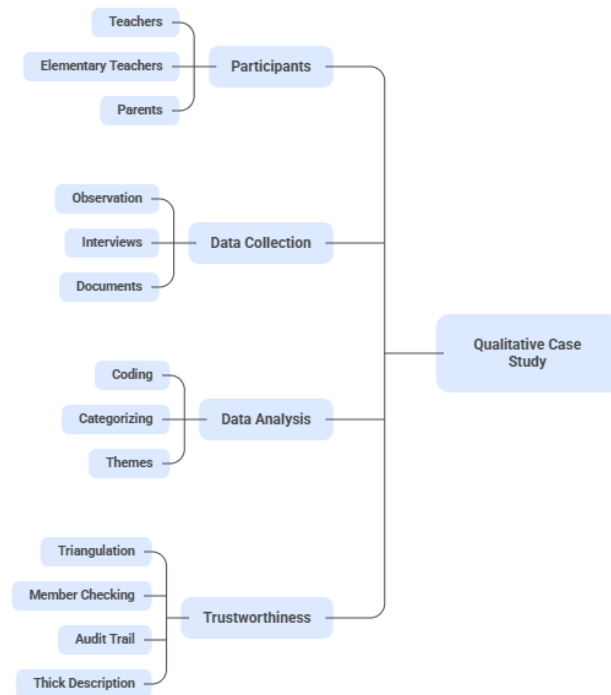 Teachers
Elementary Teachers
Parents
Participants
Observation
Interviews
Documents
Data Collection
Qualitative Case
Study
Coding
Categorizing
Themes
Data Analysis
Triangulation
Member Checking
Audit Trail
Thick Description
Trustworthiness